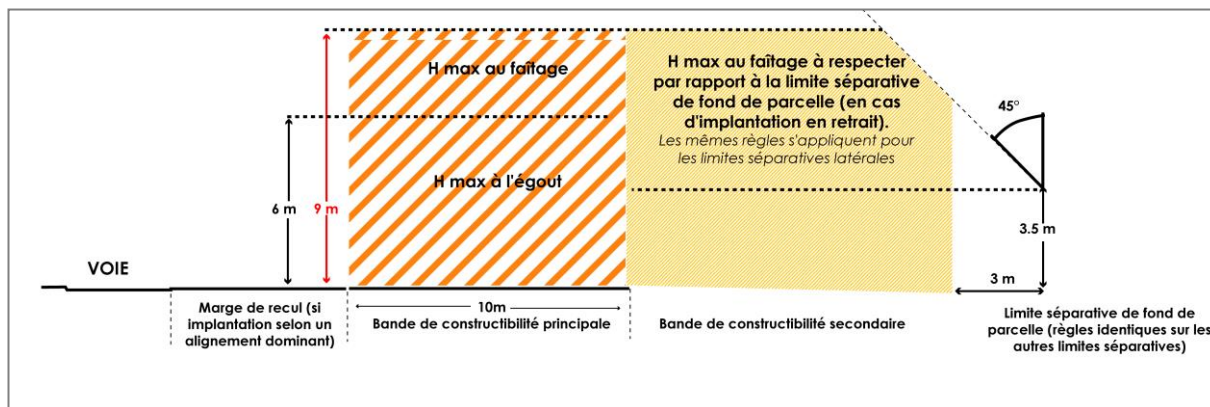 H max au faîtage
H max au faîtage à respecter
par rapport à la limite séparative
de fond de parcelle (en cas
d'implantation en retrait).
Les mêmes règles s'appliquent pour
les limites séparatives latérales
45°
H max à l'égout
6 m
9 m
3.5 m
VOIE
3 m
10m
Marge de recul (si
implantation selon un
alignement dominant)
Bande de constructibilité principale
Bande de constructibilité secondaire
Limite séparative de fond de
parcelle (règles identiques sur les
autres limites séparatives)